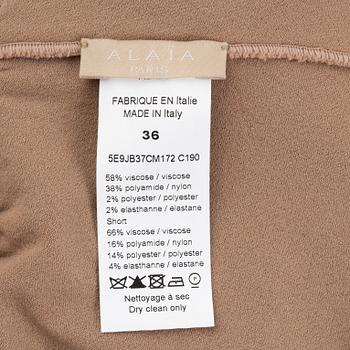 ALAÏA
PARIS
FABRIQUE EN Italie
MADE IN Italy
36
5E9JB37CM172 C190
58% viscose / viscose
38% polyamide / nylon
2% polyester / polyester
2% elasthanne / elastane
Short
66% viscose / viscose
16% polyamide / nylon
14% polyester / polyester
4% elasthanne / elastane
Nettoyage à sec
Dry clean only